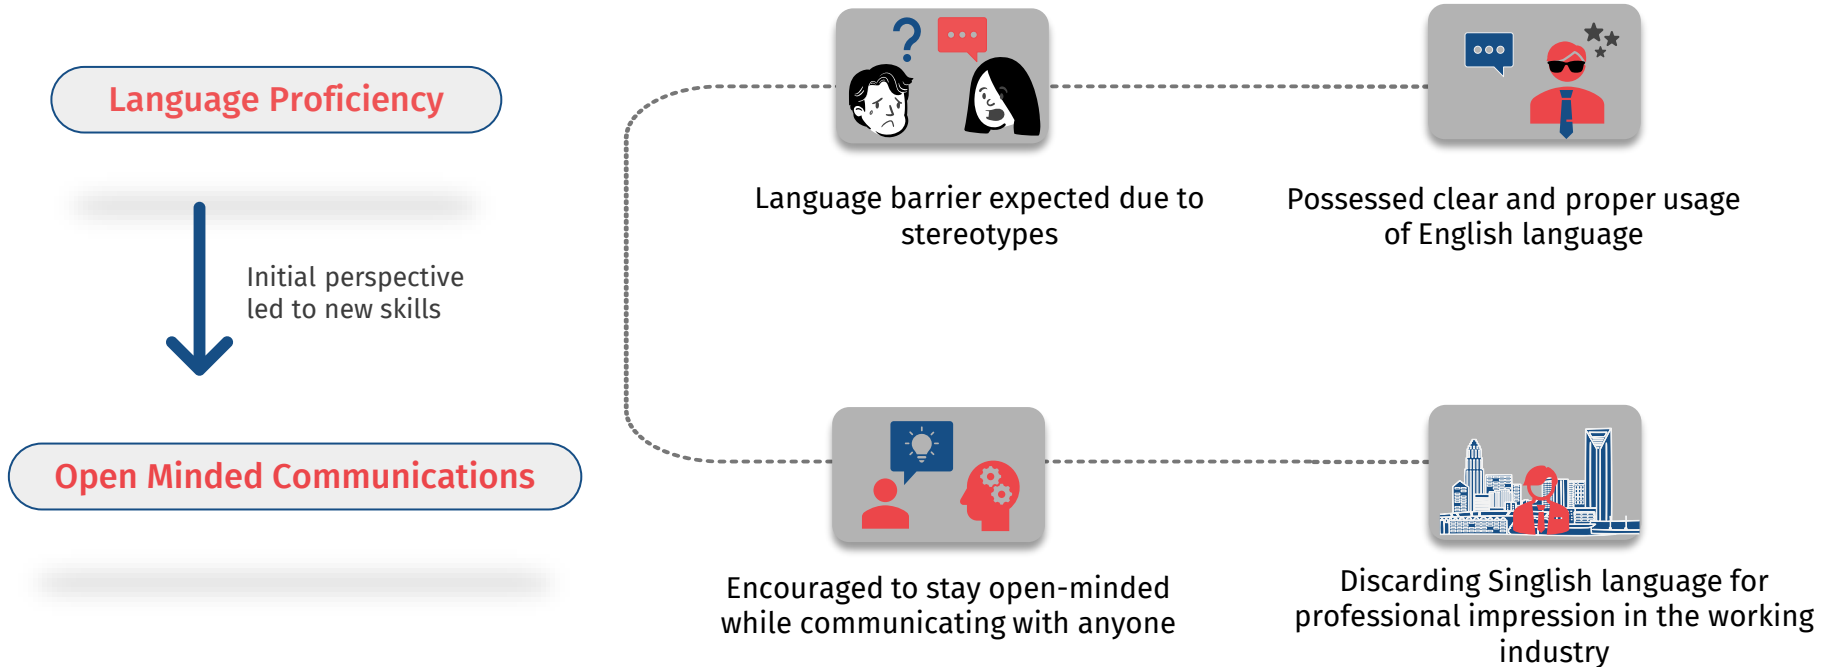 Language Proficiency
Language barrier expected due to
stereotypes
Possessed clear and proper usage
of English language
Initial perspective
led to new skills
Open Minded Communications
Encouraged to stay open-minded
while communicating with anyone
Discarding Singlish language for
professional impression in the working
industry